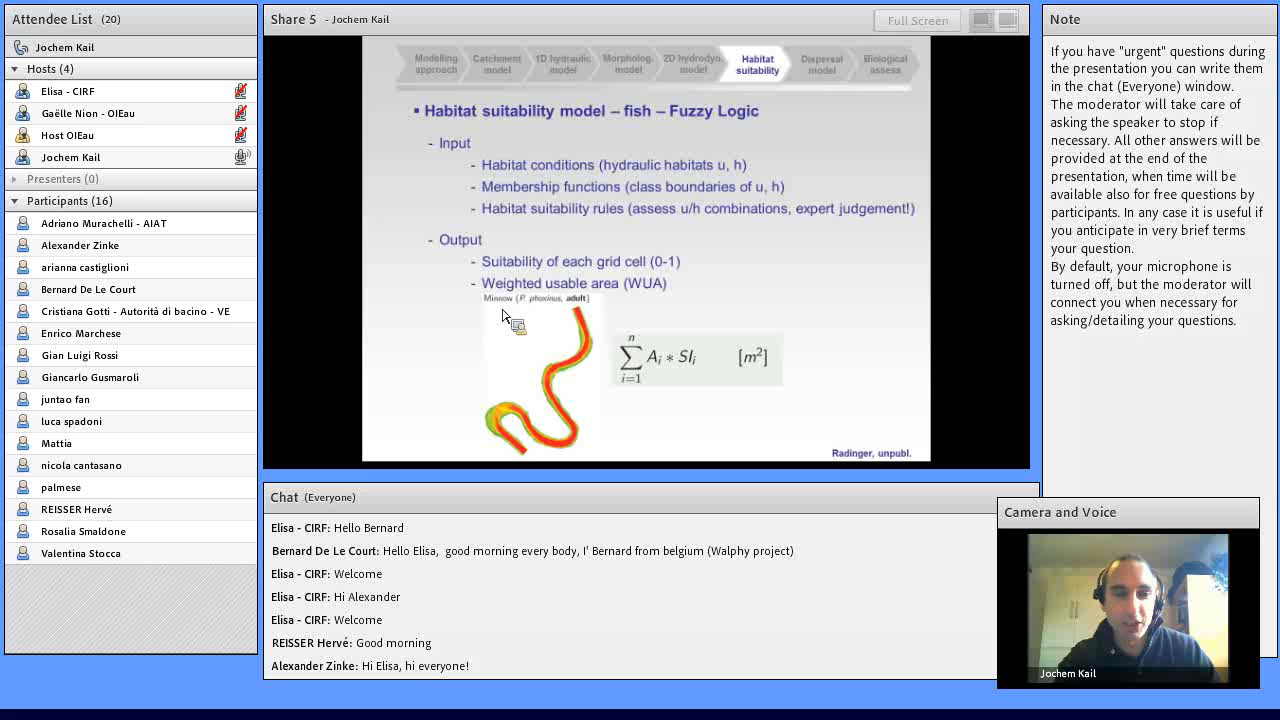 Attendee List (20)
Jochem Kail
Hosts (4)
Elisa - CIRF
Gaëlle Nion - OIEau
Host OIEau
Jochem Kail
Presenters (0)
Participants (16)
Adriano Murachelli - AIAT
Alexander Zinke
arianna castiglioni
Bernard De Le Court
Cristiana Gotti - Autorità di bacino - VE
Enrico Marchese
Gian Luigi Rossi
Giancarlo Gusmaroli
juntao fan
luca spadoni
Mattia
nicola cantasano
palmese
REISSER Hervé
Rosalia Smaldone
Valentina Stocca
Share 5 - Jochem Kail
Full Screen
Modelling approach
Catchment model
1D hydraulic model
Morpholog. model
2D hydrodyn. model
Habitat suitability
Dispersal model
Biological assess
▪ Habitat suitability model – fish – Fuzzy Logic
- Input
- Habitat conditions (hydraulic habitats u, h)
- Membership functions (class boundaries of u, h)
- Habitat suitability rules (assess u/h combinations, expert judgement!)
- Output
- Suitability of each grid cell (0-1)
- Weighted usable area (WUA)
Minnow (P. phoxinus, adult)
n
∑ Aᵢ * SIᵢ [m²]
i=1
Radinger, unpubl.
Chat (Everyone)
Elisa - CIRF: Hello Bernard
Bernard De Le Court: Hello Elisa, good morning every body, I' Bernard from belgium (Walphy project)
Elisa - CIRF: Welcome
Elisa - CIRF: Hi Alexander
Elisa - CIRF: Welcome
REISSER Hervé: Good morning
Alexander Zinke: Hi Elisa, hi everyone!
Note
If you have "urgent" questions during
the presentation you can write them
in the chat (Everyone) window.
The moderator will take care of
asking the speaker to stop if
necessary. All other answers will be
provided at the end of the
presentation, when time will be
available also for free questions by
participants. In any case it is useful if
you anticipate in very brief terms
your question.
By default, your microphone is
turned off, but the moderator will
connect you when necessary for
asking/detailing your questions.
Camera and Voice
Jochem Kail